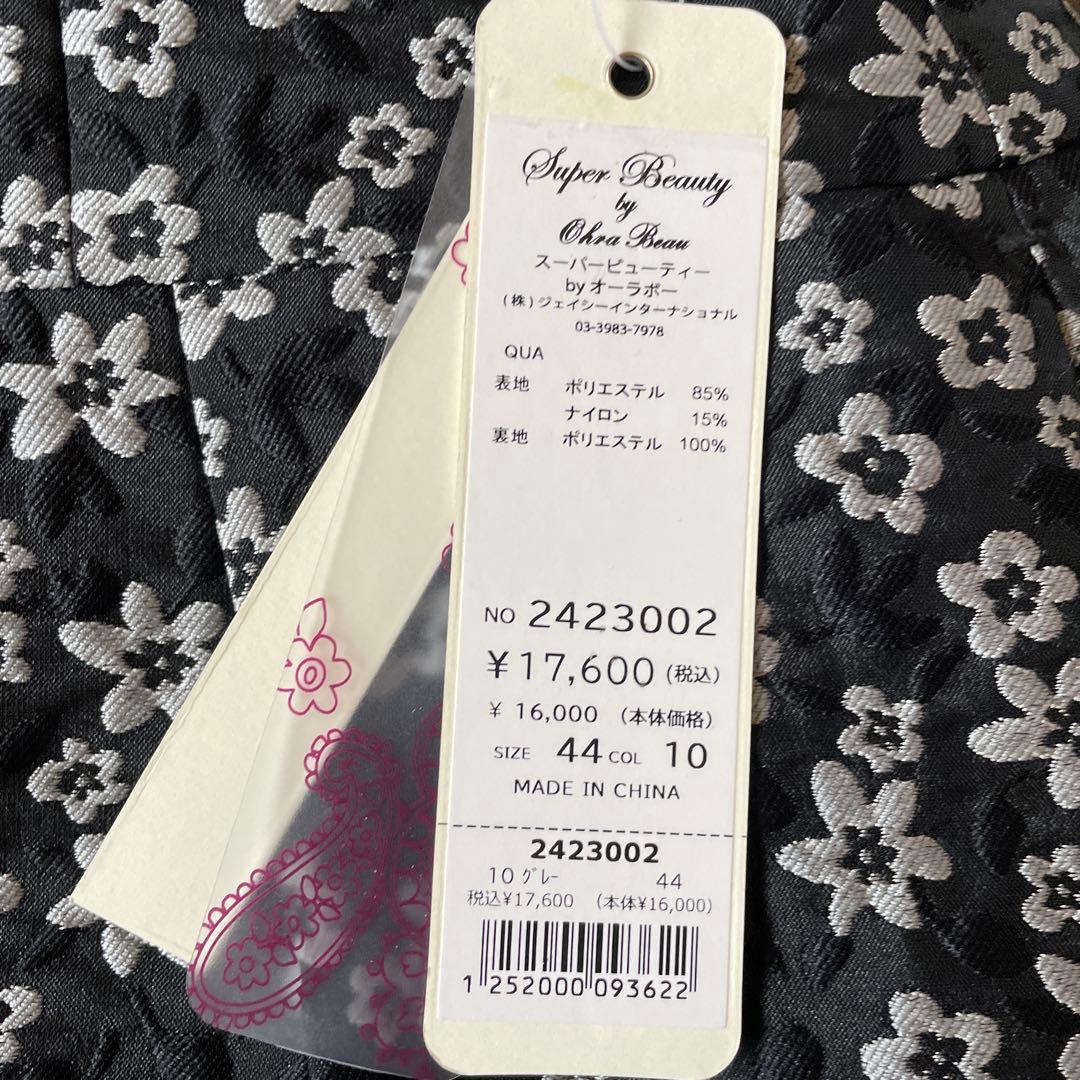 Super Beauty
by
Ohra Beau
スーパービューティー
by オーラボー
(株)ジェイシーインターナショナル
03-3983-7978
QUA
表地 ポリエステル 85%
ナイロン 15%
裏地 ポリエステル 100%
NO 2423002
¥17,600 (税込)
¥ 16,000 (本体価格)
SIZE 44 COL 10
MADE IN CHINA
2423002
10 ｸﾞﾚｰ 44
税込¥17,600 (本体¥16,000)
1 252000 093622